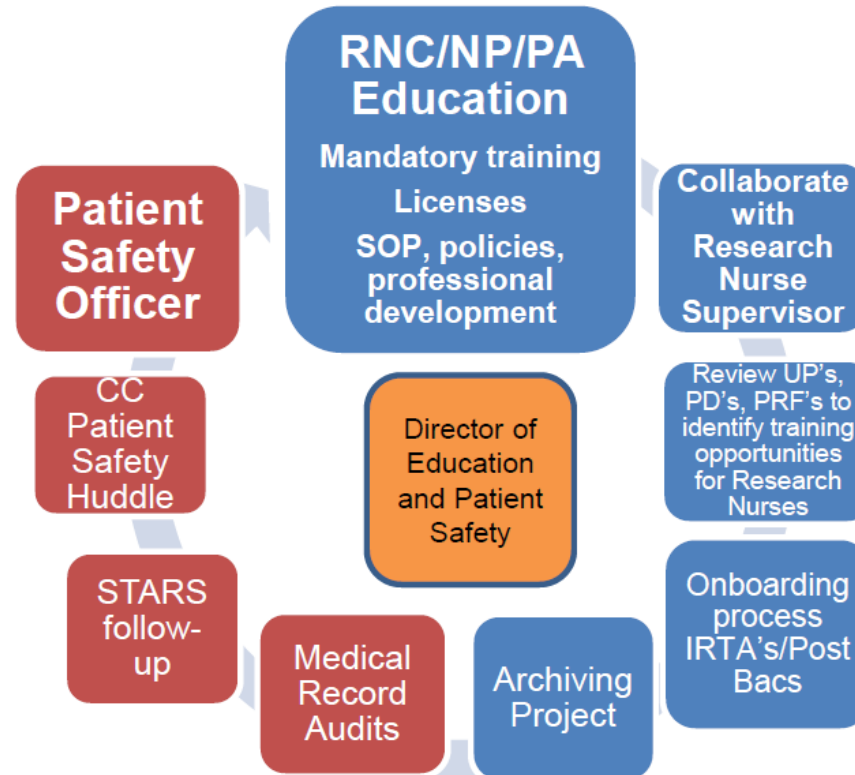 RNC/NP/PA
Education
Mandatory training
Licenses
SOP, policies,
professional
development
Collaborate
with
Research
Nurse
Supervisor
Review UP's,
PD's, PRF's to
identify training
opportunities
for Research
Nurses
Onboarding
process
IRTA's/Post
Bacs
Archiving
Project
Medical
Record
Audits
STARS
follow-
up
CC
Patient
Safety
Huddle
Patient
Safety
Officer
Director of
Education
and Patient
Safety